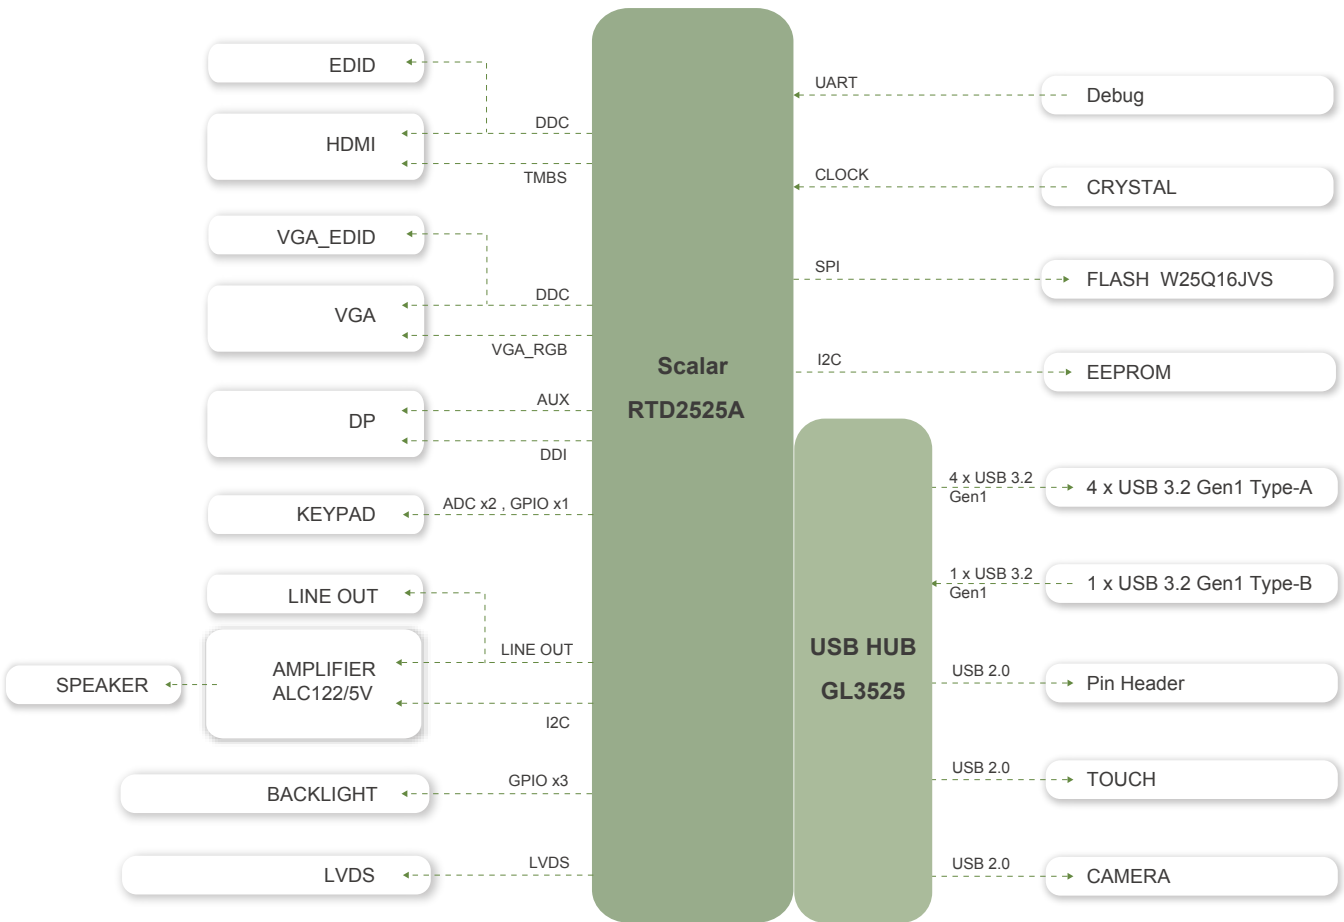 EDID
HDMI
DDC
TMBS
VGA_EDID
VGA
DDC
VGA_RGB
DP
AUX
DDI
KEYPAD
ADC x2 , GPIO x1
LINE OUT
LINE OUT
AMPLIFIER
ALC122/5V
SPEAKER
I2C
BACKLIGHT
GPIO x3
LVDS
LVDS
Scalar
RTD2525A
UART
Debug
CLOCK
CRYSTAL
SPI
FLASH W25Q16JVS
I2C
EEPROM
USB HUB
GL3525
4 x USB 3.2
Gen1
4 x USB 3.2 Gen1 Type-A
1 x USB 3.2
Gen1
1 x USB 3.2 Gen1 Type-B
USB 2.0
Pin Header
USB 2.0
TOUCH
USB 2.0
CAMERA